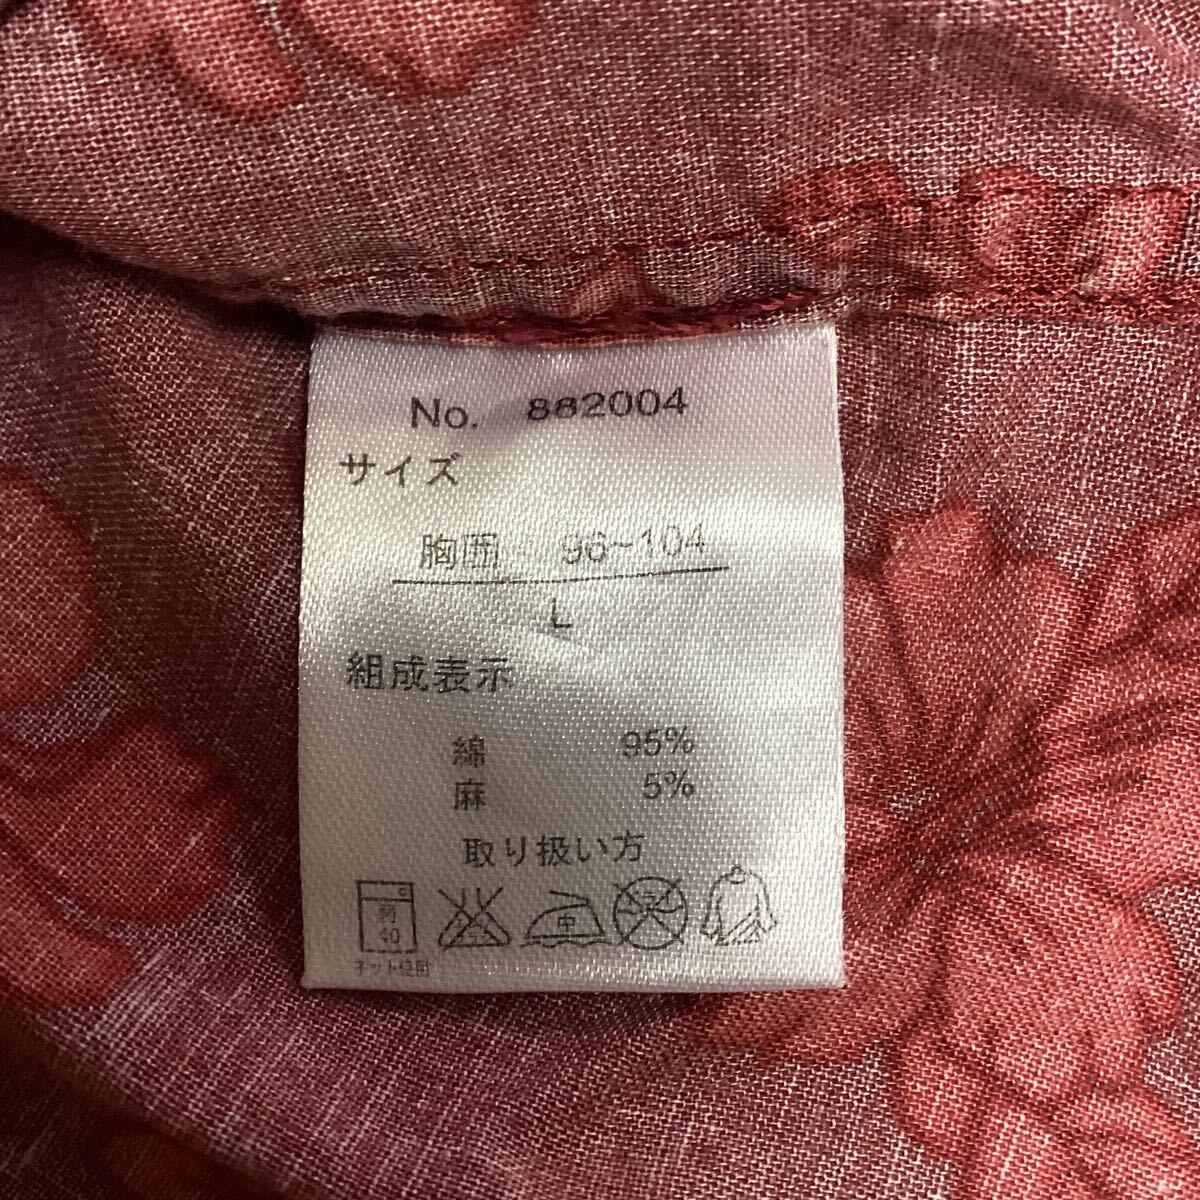 No. 882004
サイズ
胸囲 96~104
L
組成表示
綿 95%
麻 5%
取り扱い方
弱
40
中
ネット使用